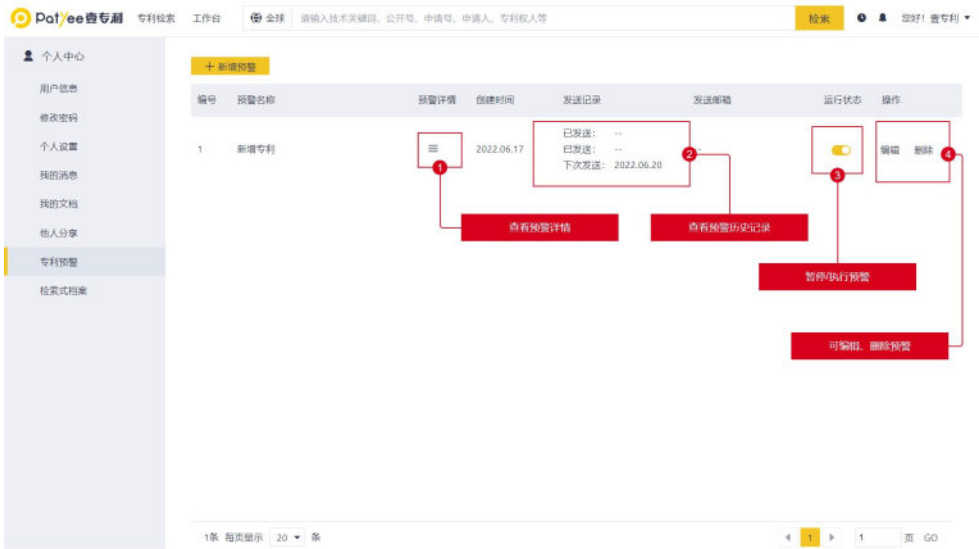 Patyee壹专利 专利检索 工作台 全球 请输入技术关键词、公开号、申请号、申请人、专利权人等 检索 您好！壹专利
个人中心
用户信息
修改密码
个人设置
我的消息
我的文档
他人分享
专利预警
检索式档案
+ 新增预警
编号 预警名称 预警详情 创建时间 发送记录 发送邮箱 运行状态 操作
已发送： --
1 新增专利 2022.06.17 已发送： -- -- 编辑 删除
下次发送： 2022.06.20
1 2 3 4
查看预警详情 查看预警历史记录
暂停/执行预警
可编辑、删除预警
1条 每页显示 20 条 1 1 页 GO